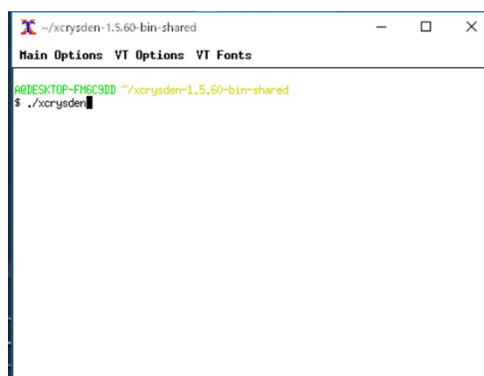 ~/xcrysden-1.5.60-bin-shared
Main Options VT Options VT Fonts
A@DESKTOP-FM6C9DD ~/xcrysden-1.5.60-bin-shared
$ ./xcrysden